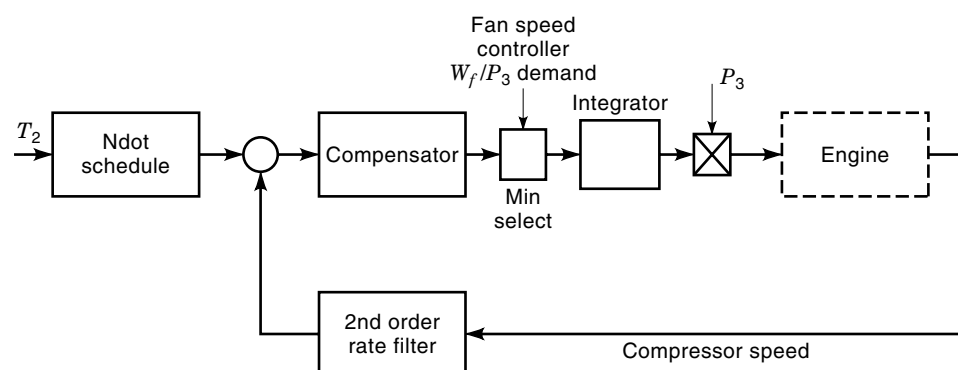 Fan speed
controller
W_f/P_3 demand
P_3
Integrator
T_2
Ndot
schedule
Compensator
Engine
Min
select
2nd order
rate filter
Compressor speed